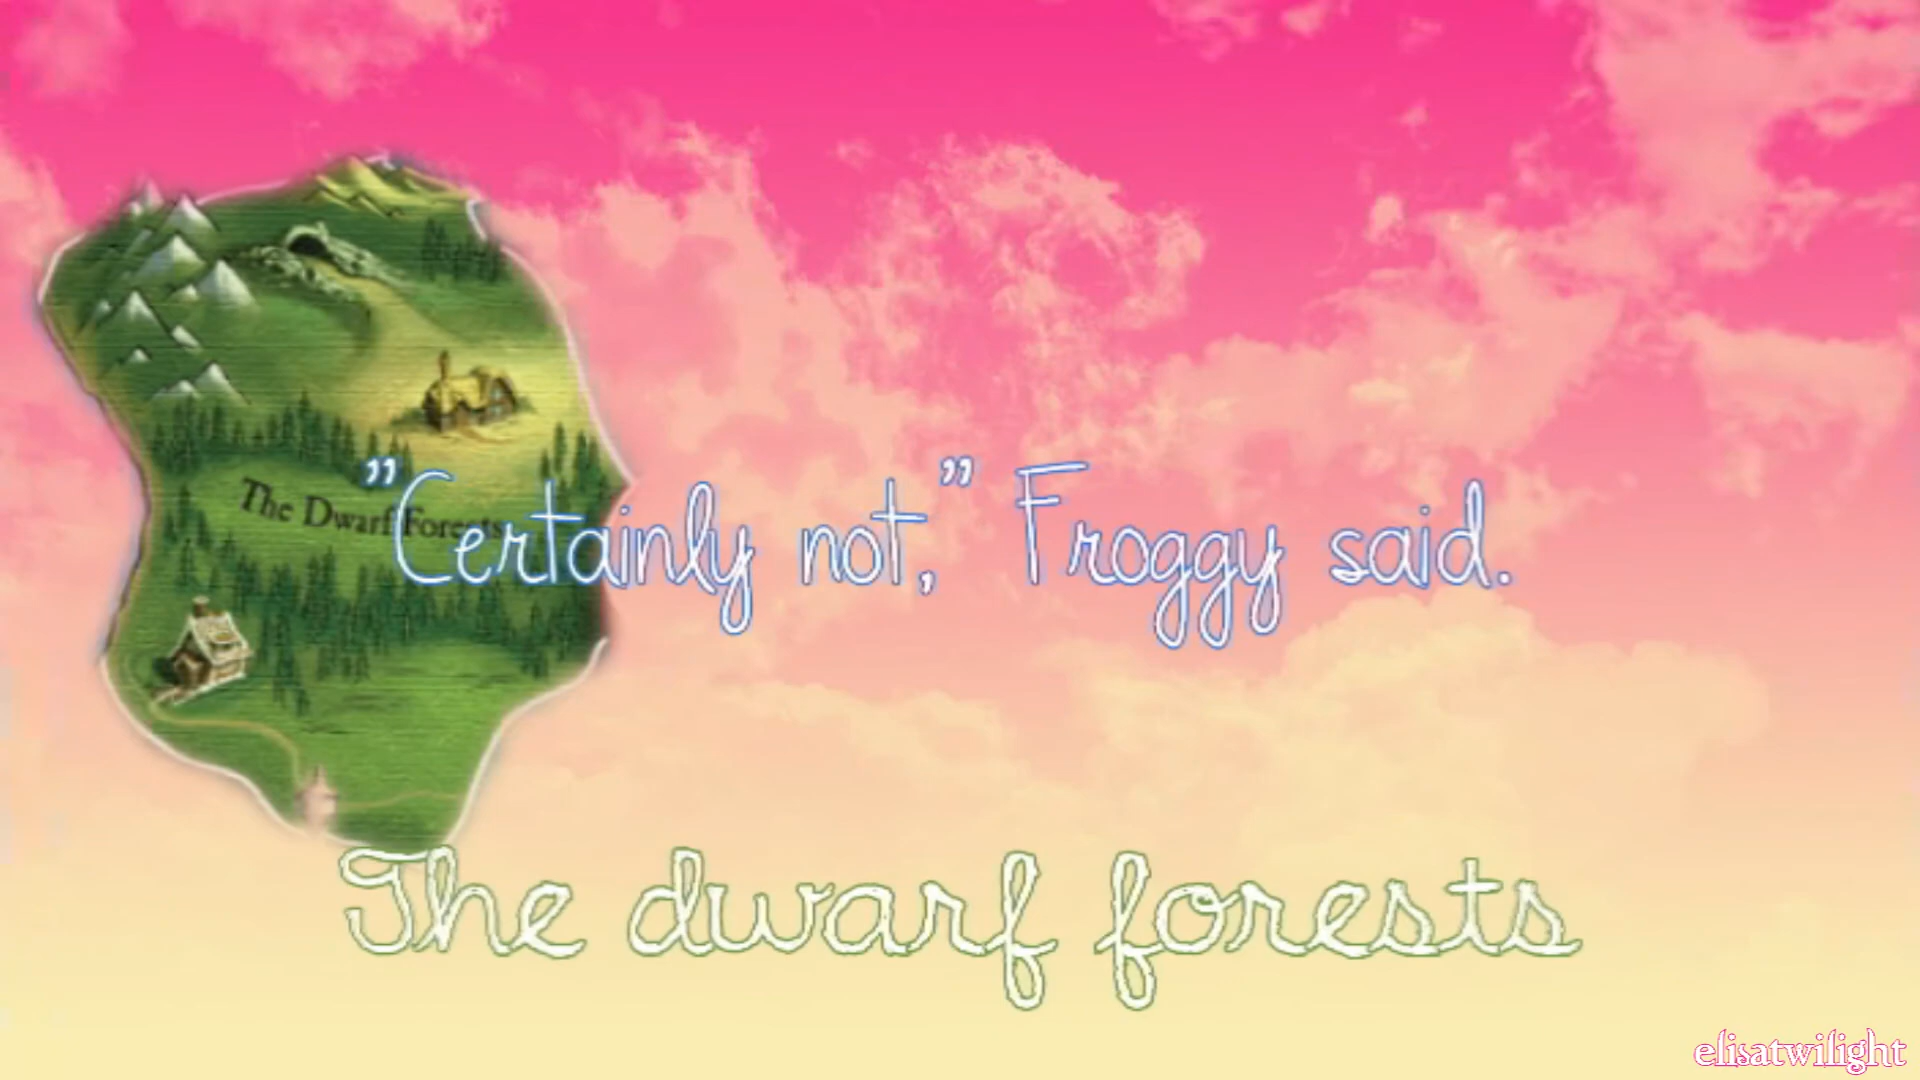 The Dwarf Forests
"Certainly not," Froggy said.
The dwarf forests
elisatwilight